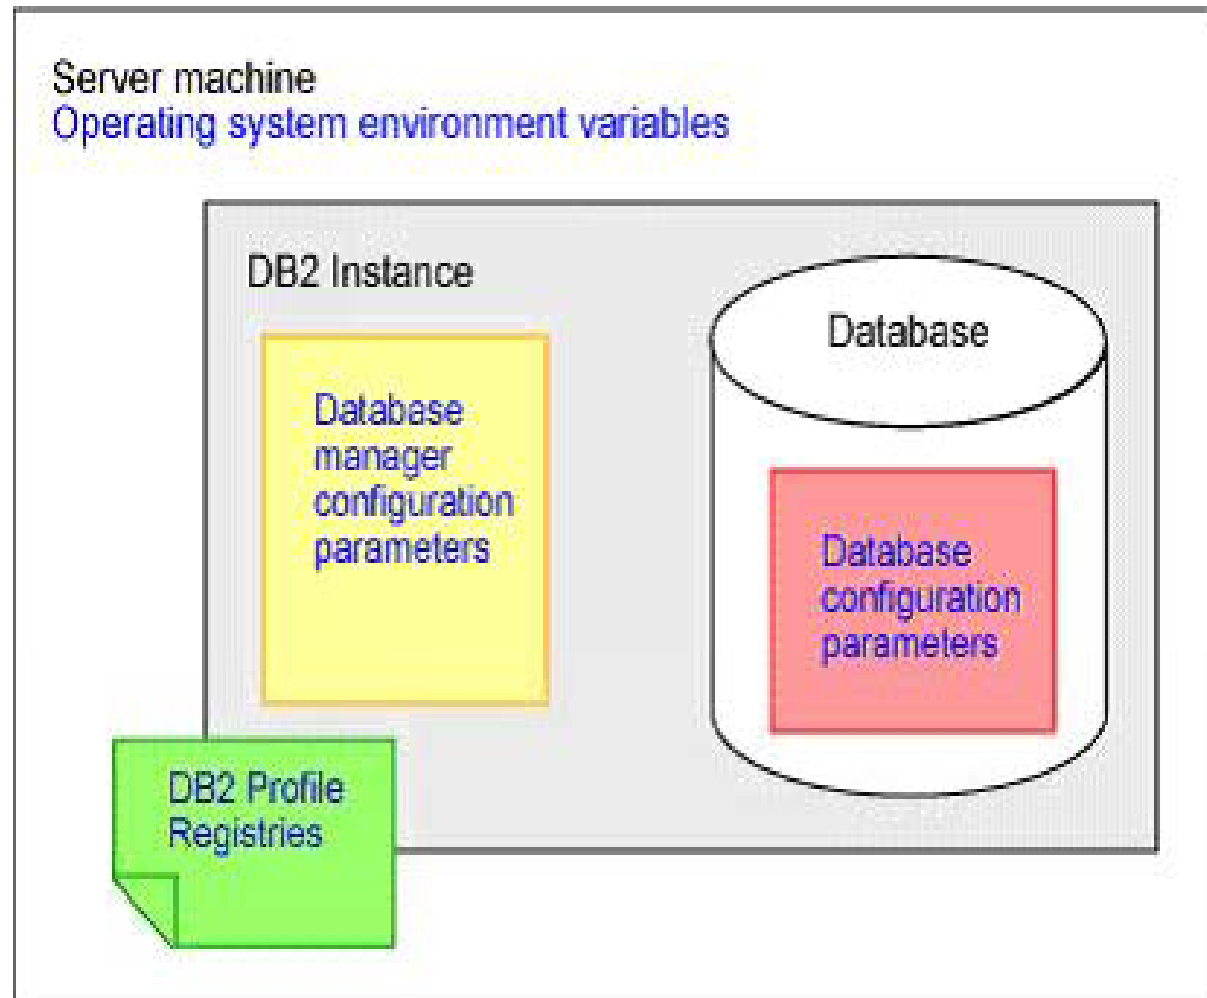 Server machine
Operating system environment variables
DB2 Instance
Database
manager
configuration
parameters
Database
Database
configuration
parameters
DB2 Profile
Registries